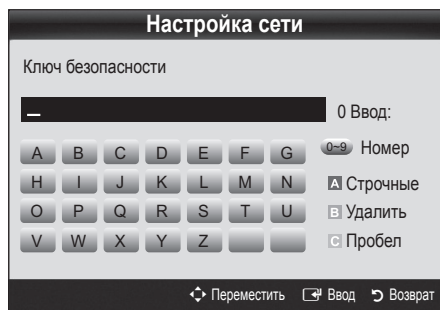 Настройка сети
Ключ безопасности
_ 0 Ввод:
A B C D E F G 0~9 Номер
H I J K L M N A Строчные
O P Q R S T U B Удалить
V W X Y Z C Пробел
Переместить Ввод Возврат